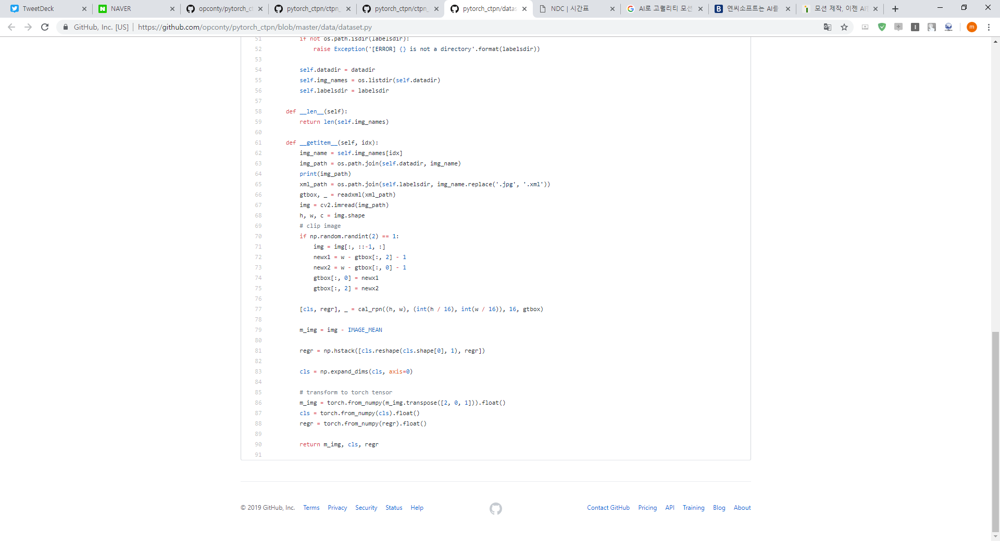 TweetDeck
NAVER
opconty/pytorch_ct
pytorch_ctpn/ctpn_
pytorch_ctpn/ctpn_
pytorch_ctpn/datas
NDC | 시간표
AI로 고퀄리티 모션
엔씨소프트는 AI를
모션 제작, 이젠 AI
GitHub, Inc. [US] | https://github.com/opconty/pytorch_ctpn/blob/master/data/dataset.py
51 if not os.path.isdir(labelsdir):
52 raise Exception('[ERROR] {} is not a directory'.format(labelsdir))
53
54 self.datadir = datadir
55 self.img_names = os.listdir(self.datadir)
56 self.labelsdir = labelsdir
57
58 def __len__(self):
59 return len(self.img_names)
60
61 def __getitem__(self, idx):
62 img_name = self.img_names[idx]
63 img_path = os.path.join(self.datadir, img_name)
64 print(img_path)
65 xml_path = os.path.join(self.labelsdir, img_name.replace('.jpg', '.xml'))
66 gtbox, _ = readxml(xml_path)
67 img = cv2.imread(img_path)
68 h, w, c = img.shape
69 # clip image
70 if np.random.randint(2) == 1:
71 img = img[:, ::-1, :]
72 newx1 = w - gtbox[:, 2] - 1
73 newx2 = w - gtbox[:, 0] - 1
74 gtbox[:, 0] = newx1
75 gtbox[:, 2] = newx2
76
77 [cls, regr], _ = cal_rpn((h, w), (int(h / 16), int(w / 16)), 16, gtbox)
78
79 m_img = img - IMAGE_MEAN
80
81 regr = np.hstack([cls.reshape(cls.shape[0], 1), regr])
82
83 cls = np.expand_dims(cls, axis=0)
84
85 # transform to torch tensor
86 m_img = torch.from_numpy(m_img.transpose([2, 0, 1])).float()
87 cls = torch.from_numpy(cls).float()
88 regr = torch.from_numpy(regr).float()
89
90 return m_img, cls, regr
91
© 2019 GitHub, Inc. Terms Privacy Security Status Help
Contact GitHub Pricing API Training Blog About